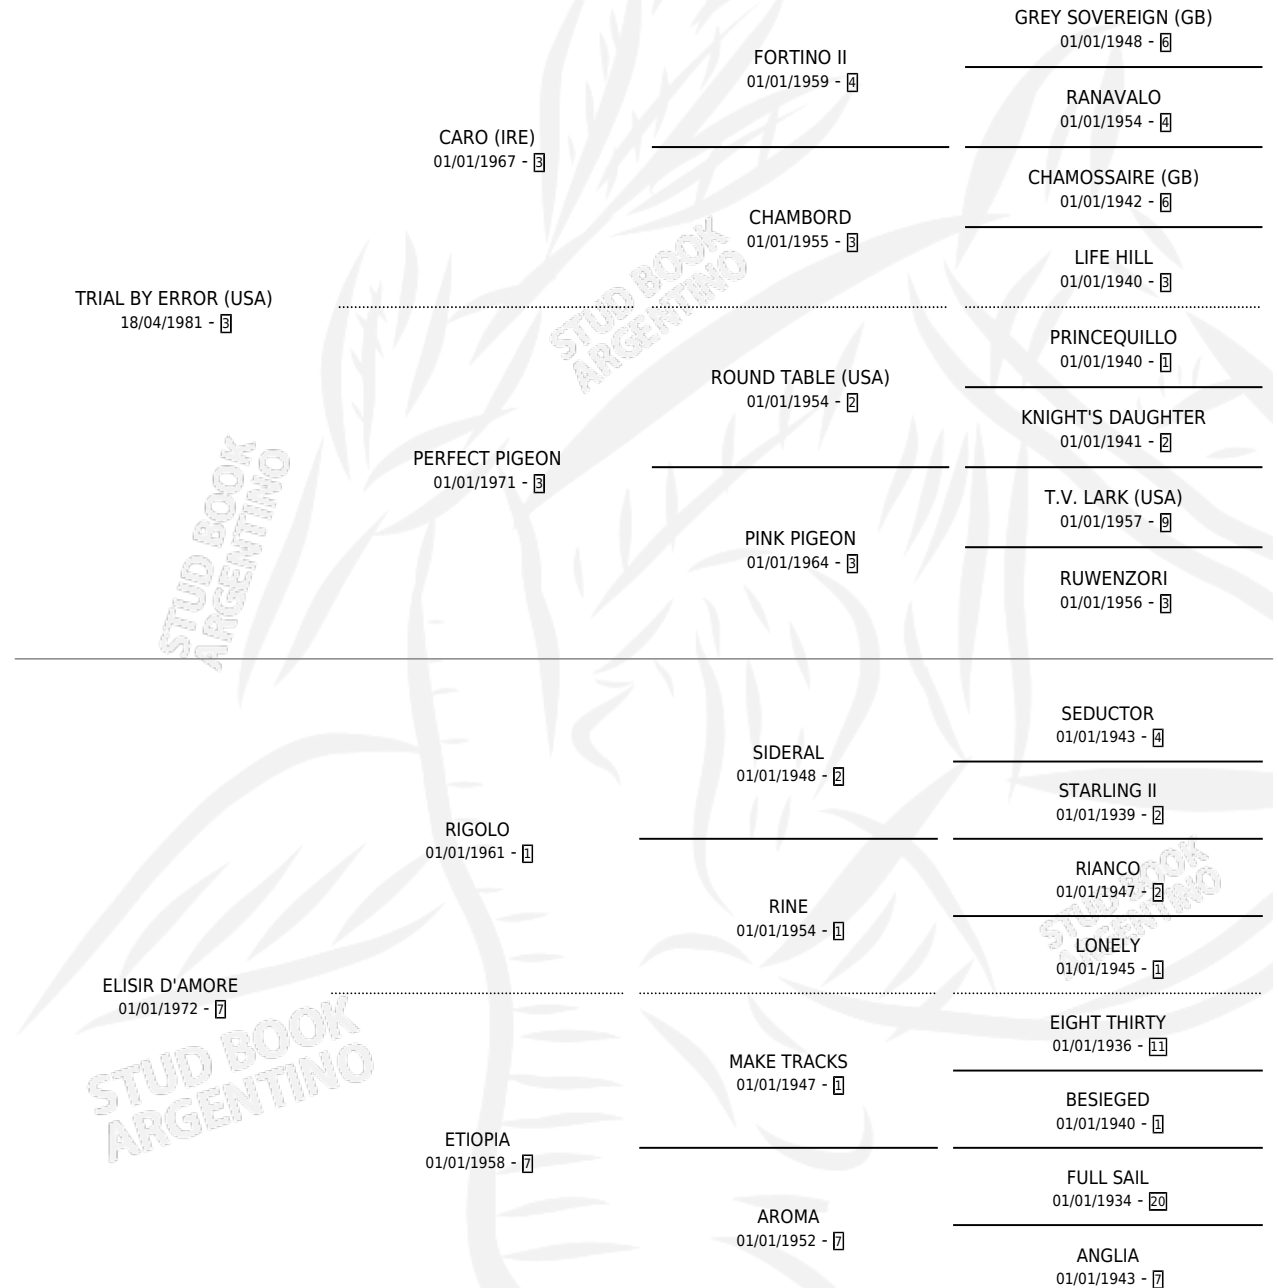 GREY SOVEREIGN (GB)
01/01/1948 - 6
FORTINO II
01/01/1959 - 4
RANAVALO
01/01/1954 - 4
CARO (IRE)
01/01/1967 - 3
CHAMOSSAIRE (GB)
01/01/1942 - 6
CHAMBORD
01/01/1955 - 3
LIFE HILL
01/01/1940 - 3
TRIAL BY ERROR (USA)
18/04/1981 - 3
STUD BOOK
ARGENTINO
PRINCEQUILLO
01/01/1940 - 1
ROUND TABLE (USA)
01/01/1954 - 2
KNIGHT'S DAUGHTER
01/01/1941 - 2
PERFECT PIGEON
01/01/1971 - 3
T.V. LARK (USA)
01/01/1957 - 9
PINK PIGEON
01/01/1964 - 3
RUWENZORI
01/01/1956 - 3
STUD BOOK
ARGENTINO
SEDUCTOR
01/01/1943 - 4
SIDERAL
01/01/1948 - 2
STARLING II
01/01/1939 - 2
RIGOLO
01/01/1961 - 1
RIANCO
01/01/1947 - 2
RINE
01/01/1954 - 1
LONELY
01/01/1945 - 1
STUD BOOK
ARGENTINO
ELISIR D'AMORE
01/01/1972 - 7
STUD BOOK
ARGENTINO
EIGHT THIRTY
01/01/1936 - 11
MAKE TRACKS
01/01/1947 - 1
BESIEGED
01/01/1940 - 1
ETIOPIA
01/01/1958 - 7
FULL SAIL
01/01/1934 - 20
AROMA
01/01/1952 - 7
ANGLIA
01/01/1943 - 7